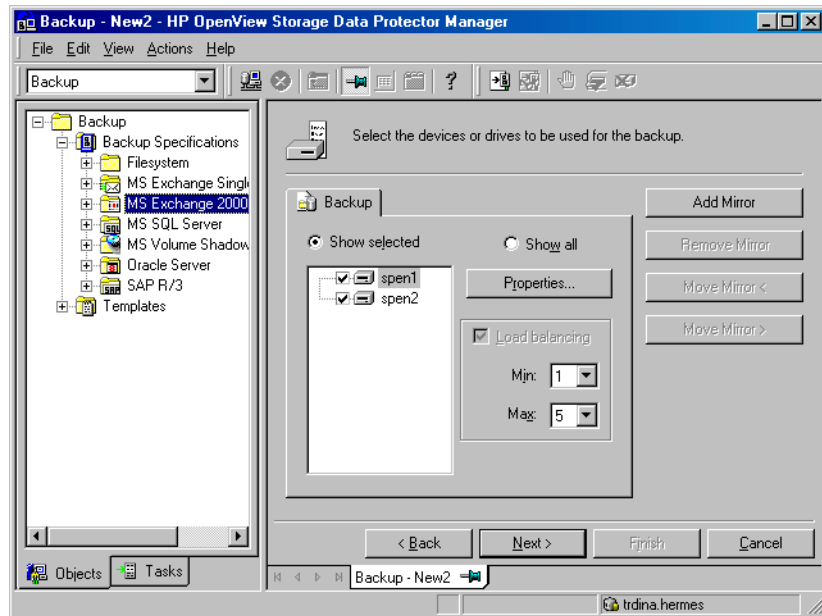 Backup - New2 - HP OpenView Storage Data Protector Manager
File Edit View Actions Help
Backup
Backup
Backup Specifications
Filesystem
MS Exchange Singl
MS Exchange 2000
MS SQL Server
MS Volume Shadow
Oracle Server
SAP R/3
Templates
Objects
Tasks
Select the devices or drives to be used for the backup.
Backup
Show selected
Show all
spen1
spen2
Properties...
Load balancing
Min: 1
Max: 5
Add Mirror
Remove Mirror
Move Mirror <
Move Mirror >
< Back
Next >
Finish
Cancel
Backup - New2
trdina.hermes